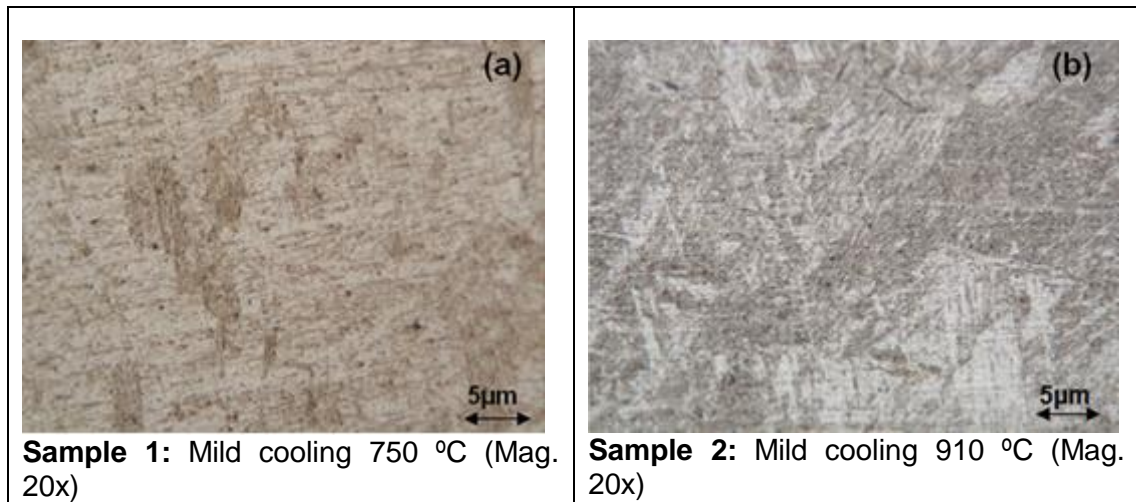 (a)
5µm
Sample 1: Mild cooling 750 ºC (Mag.
20x)
(b)
5µm
Sample 2: Mild cooling 910 ºC (Mag.
20x)